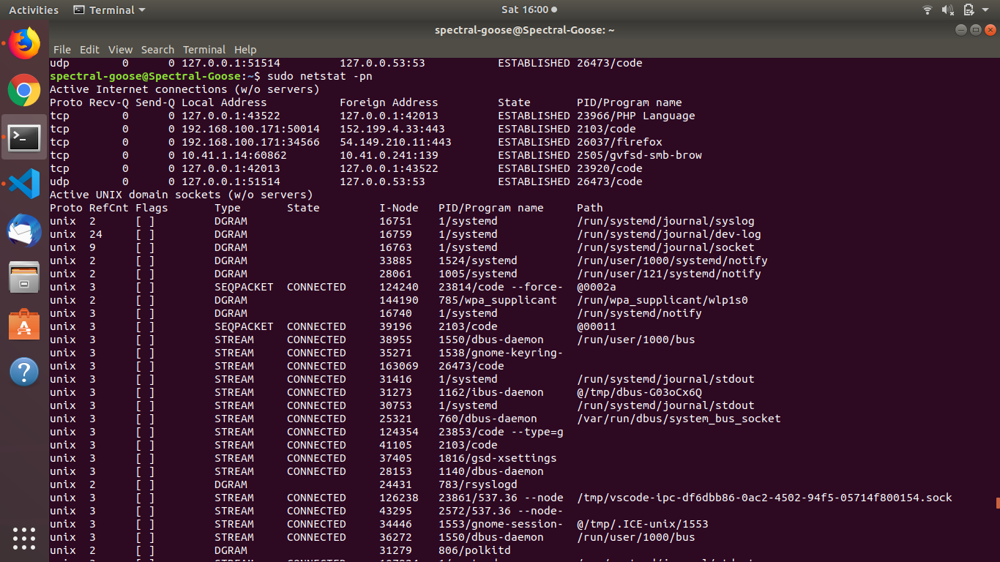 Activities Terminal Sat 16:00
spectral-goose@Spectral-Goose: ~
File Edit View Search Terminal Help
udp        0      0 127.0.0.1:51514         127.0.0.53:53           ESTABLISHED 26473/code
spectral-goose@Spectral-Goose:~$ sudo netstat -pn
Active Internet connections (w/o servers)
Proto Recv-Q Send-Q Local Address           Foreign Address         State       PID/Program name
tcp        0      0 127.0.0.1:43522         127.0.0.1:42013         ESTABLISHED 23966/PHP Language
tcp        0      0 192.168.100.171:50014   152.199.4.33:443        ESTABLISHED 2103/code
tcp        0      0 192.168.100.171:34566   54.149.210.11:443       ESTABLISHED 26037/firefox
tcp        0      0 10.41.1.14:60862        10.41.0.241:139         ESTABLISHED 2505/gvfsd-smb-brow
tcp        0      0 127.0.0.1:42013         127.0.0.1:43522         ESTABLISHED 23920/code
udp        0      0 127.0.0.1:51514         127.0.0.53:53           ESTABLISHED 26473/code
Active UNIX domain sockets (w/o servers)
Proto RefCnt Flags       Type       State         I-Node   PID/Program name     Path
unix  2      [ ]         DGRAM                    16751    1/systemd            /run/systemd/journal/syslog
unix  24     [ ]         DGRAM                    16759    1/systemd            /run/systemd/journal/dev-log
unix  9      [ ]         DGRAM                    16763    1/systemd            /run/systemd/journal/socket
unix  2      [ ]         DGRAM                    33885    1524/systemd         /run/user/1000/systemd/notify
unix  2      [ ]         DGRAM                    28061    1005/systemd         /run/user/121/systemd/notify
unix  3      [ ]         SEQPACKET  CONNECTED     124240   23814/code --force-  @0002a
unix  2      [ ]         DGRAM                    144190   785/wpa_supplicant   /run/wpa_supplicant/wlp1s0
unix  3      [ ]         DGRAM                    16740    1/systemd            /run/systemd/notify
unix  3      [ ]         SEQPACKET  CONNECTED     39196    2103/code            @00011
unix  3      [ ]         STREAM     CONNECTED     38955    1550/dbus-daemon     /run/user/1000/bus
unix  3      [ ]         STREAM     CONNECTED     35271    1538/gnome-keyring-
unix  3      [ ]         STREAM     CONNECTED     163069   26473/code
unix  3      [ ]         STREAM     CONNECTED     31416    1/systemd            /run/systemd/journal/stdout
unix  3      [ ]         STREAM     CONNECTED     31273    1162/ibus-daemon     @/tmp/dbus-G03oCx6Q
unix  3      [ ]         STREAM     CONNECTED     30753    1/systemd            /run/systemd/journal/stdout
unix  3      [ ]         STREAM     CONNECTED     25321    760/dbus-daemon      /var/run/dbus/system_bus_socket
unix  3      [ ]         STREAM     CONNECTED     124354   23853/code --type=g
unix  3      [ ]         STREAM     CONNECTED     41105    2103/code
unix  3      [ ]         STREAM     CONNECTED     37405    1816/gsd-xsettings
unix  3      [ ]         STREAM     CONNECTED     28153    1140/dbus-daemon
unix  2      [ ]         DGRAM                    24431    783/rsyslogd
unix  3      [ ]         STREAM     CONNECTED     126238   23861/537.36 --node  /tmp/vscode-ipc-df6dbb86-0ac2-4502-94f5-05714f800154.sock
unix  3      [ ]         STREAM     CONNECTED     43295    2572/537.36 --node-
unix  3      [ ]         STREAM     CONNECTED     34446    1553/gnome-session-  @/tmp/.ICE-unix/1553
unix  3      [ ]         STREAM     CONNECTED     36272    1550/dbus-daemon     /run/user/1000/bus
unix  2      [ ]         DGRAM                    31279    806/polkitd